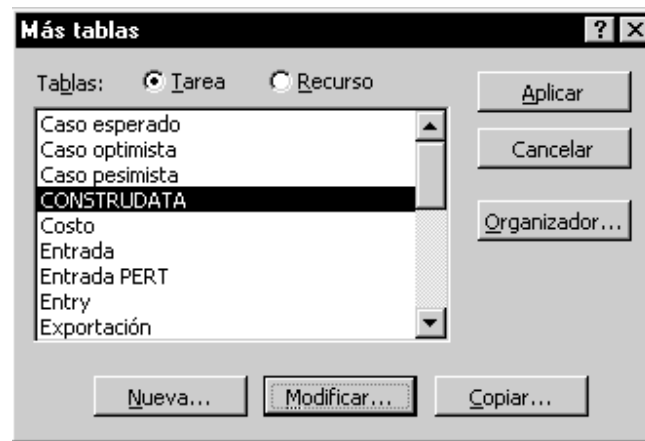 Más tablas
Tablas: Tarea Recurso
Aplicar
Cancelar
Organizador...
Caso esperado
Caso optimista
Caso pesimista
CONSTRUDATA
Costo
Entrada
Entrada PERT
Entry
Exportación
Nueva... Modificar... Copiar...